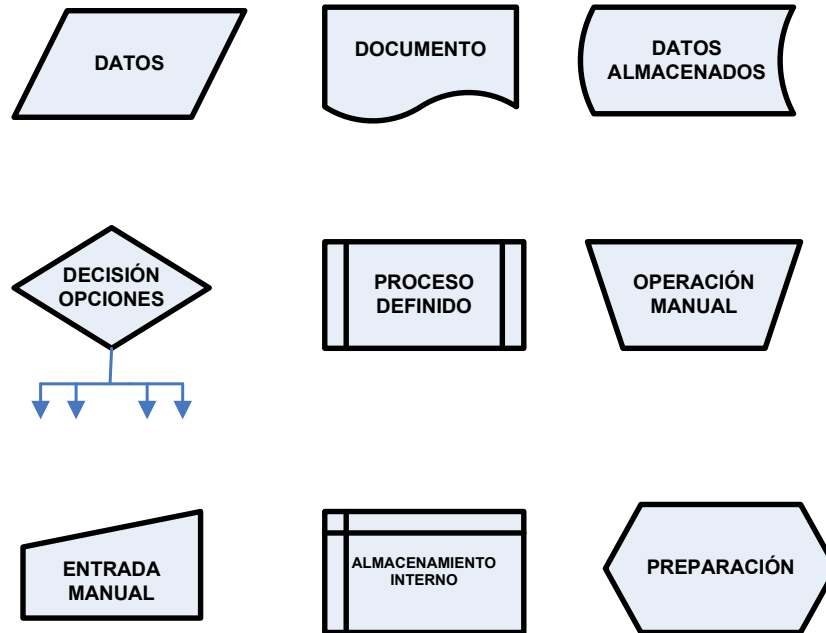 DATOS
DOCUMENTO
DATOS
ALMACENADOS
DECISIÓN
OPCIONES
PROCESO
DEFINIDO
OPERACIÓN
MANUAL
ENTRADA
MANUAL
ALMACENAMIENTO
INTERNO
PREPARACIÓN